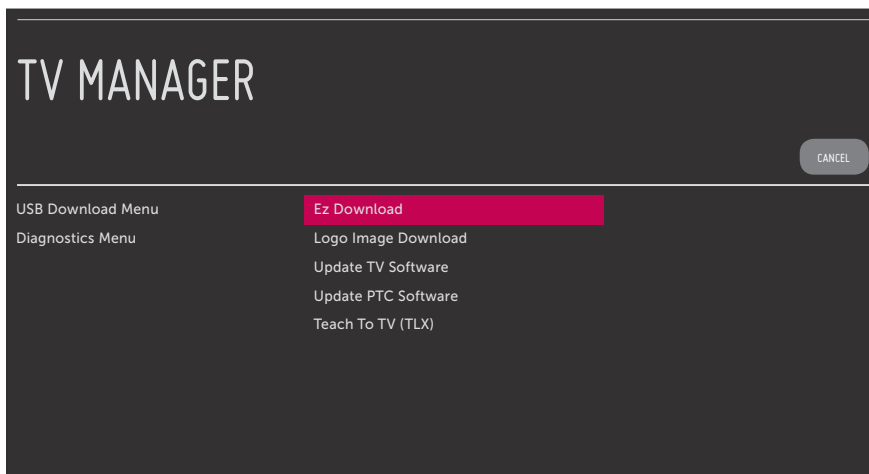 TV MANAGER
CANCEL
USB Download Menu
Ez Download
Diagnostics Menu
Logo Image Download
Update TV Software
Update PTC Software
Teach To TV (TLX)